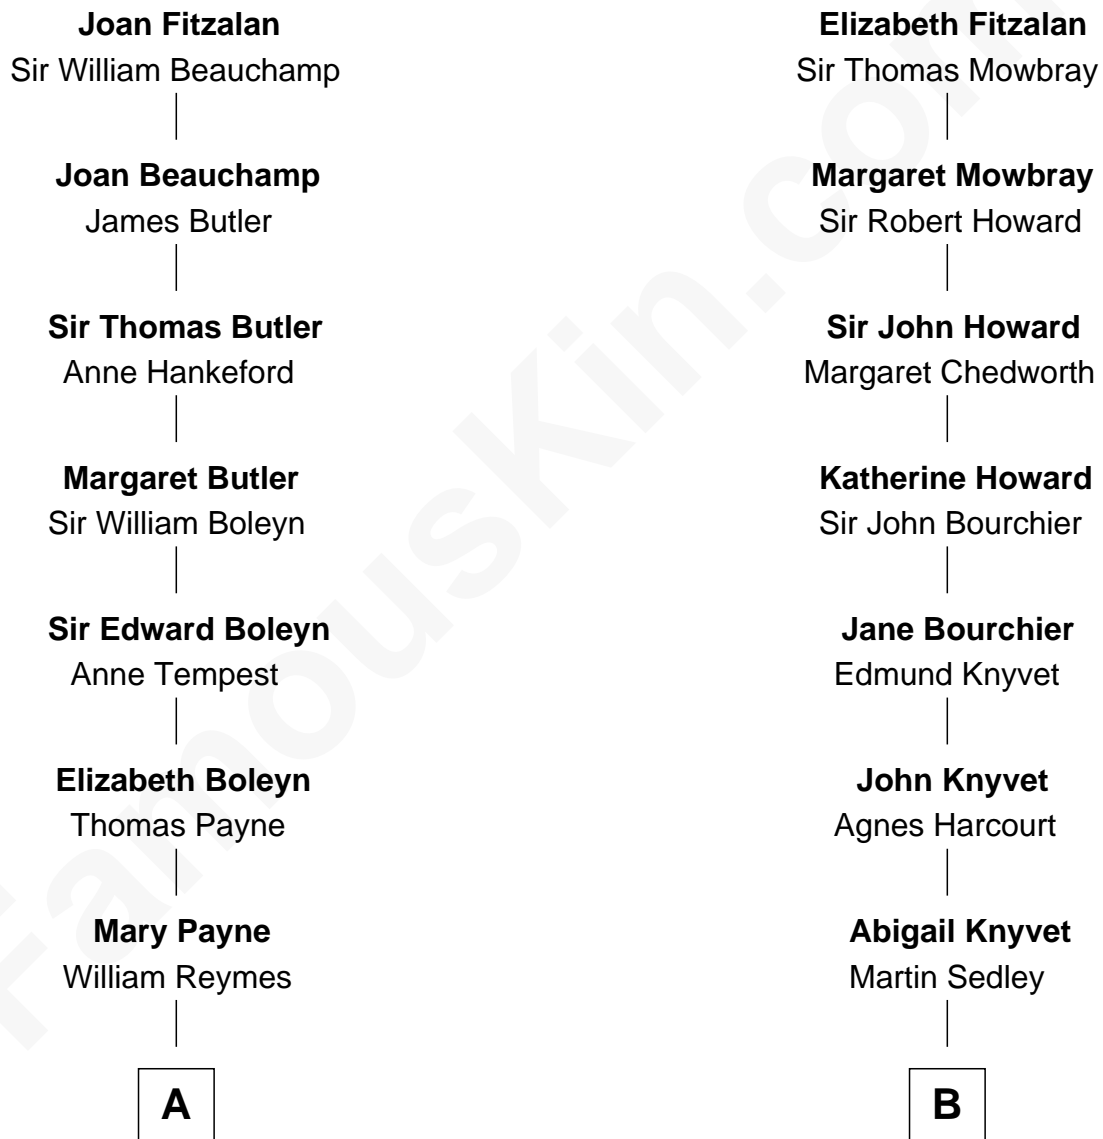 Joan Fitzalan
Sir William Beauchamp
Joan Beauchamp
James Butler
Sir Thomas Butler
Anne Hankeford
Margaret Butler
Sir William Boleyn
Sir Edward Boleyn
Anne Tempest
Elizabeth Boleyn
Thomas Payne
Mary Payne
William Reymes
A
Elizabeth Fitzalan
Sir Thomas Mowbray
Margaret Mowbray
Sir Robert Howard
Sir John Howard
Margaret Chedworth
Katherine Howard
Sir John Bourchier
Jane Bourchier
Edmund Knyvet
John Knyvet
Agnes Harcourt
Abigail Knyvet
Martin Sedley
B
FamousKin.com